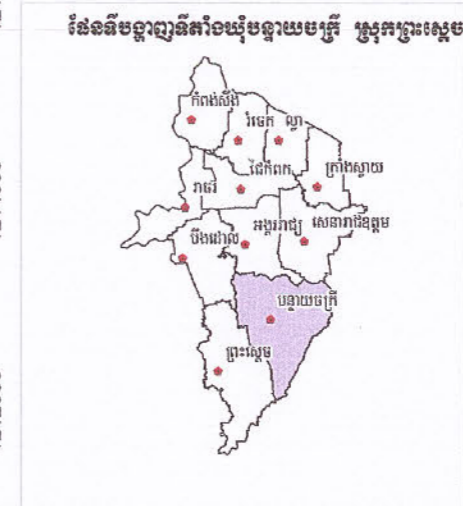 ផែនទីបង្ហាញទីតាំងឃុំបន្ទាយចក្រី ស្រុកព្រះស្តេច
កំពង់ស៊ឹង
រំចេក
ល្វា
ជៃកំពក
ក្រាំងស្វាយ
រាធរ
បឹងដោល
អង្គររាជ្យ
សេនារាជឧត្តម
បន្ទាយចក្រី
ព្រះស្តេច